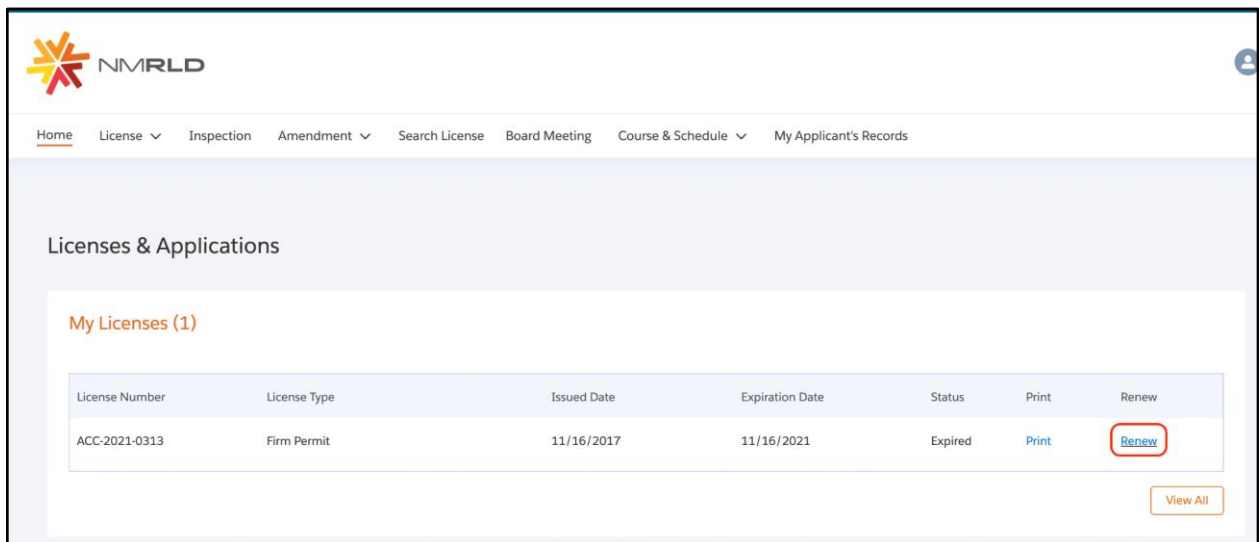 NMRLD
Home License Inspection Amendment Search License Board Meeting Course & Schedule My Applicant's Records
Licenses & Applications
My Licenses (1)
License Number License Type Issued Date Expiration Date Status Print Renew
ACC-2021-0313 Firm Permit 11/16/2017 11/16/2021 Expired Print Renew
View All